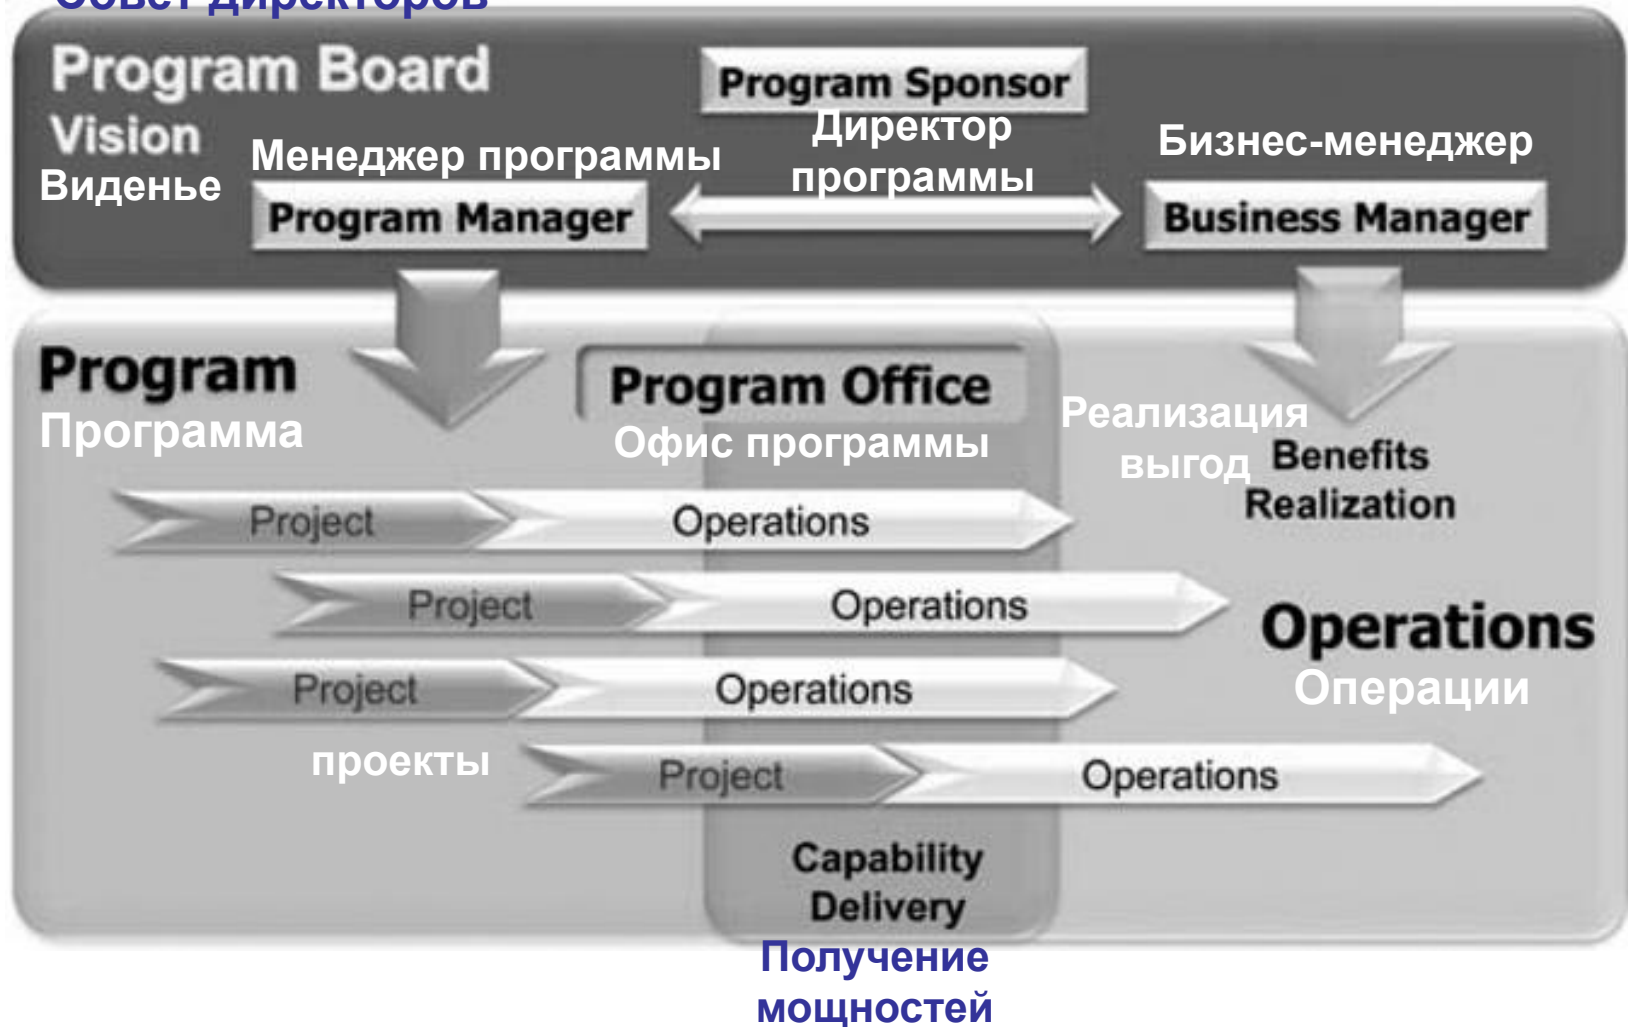 Совет директоров
Program Board
Program Sponsor
Vision
Директор
программы
Менеджер программы
Бизнес-менеджер
Виденье
Program Manager
Business Manager
Program
Программа
Program Office
Офис программы
Реализация
выгод
Benefits
Realization
Project
Operations
Project
Operations
Operations
Операции
Project
Operations
проекты
Project
Operations
Capability
Delivery
Получение
мощностей